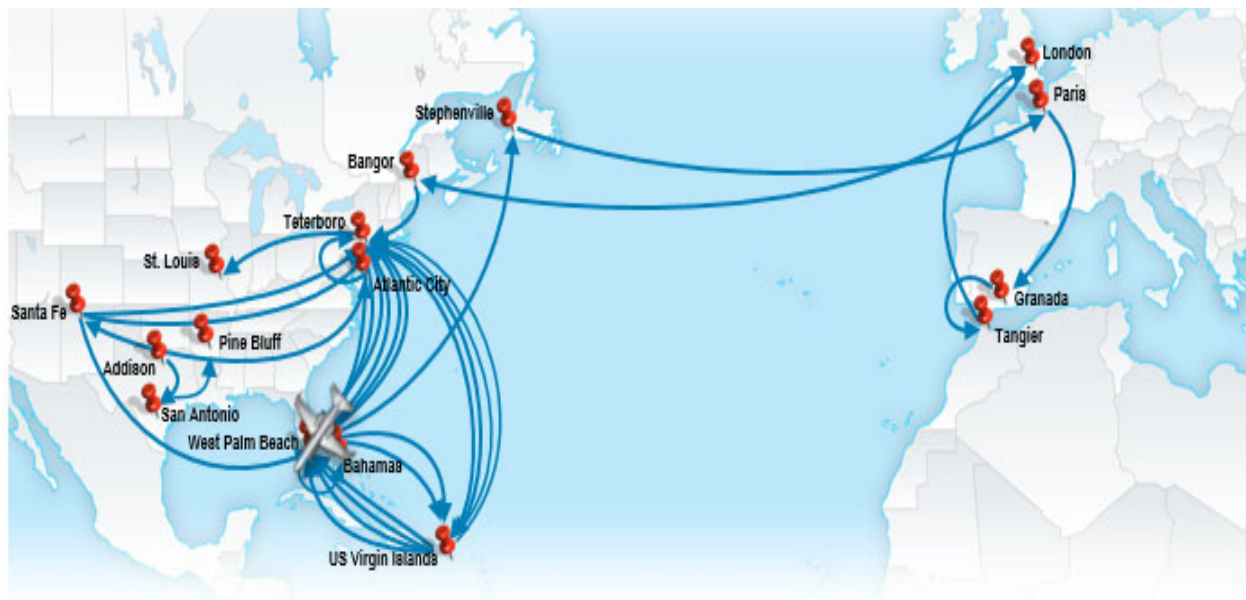 London
Paris
Stephenville
Bangor
Teterboro
St. Louis
Atlantic City
Santa Fe
Granada
Pine Bluff
Tangier
Addison
San Antonio
West Palm Beach
Bahamas
US Virgin Islands